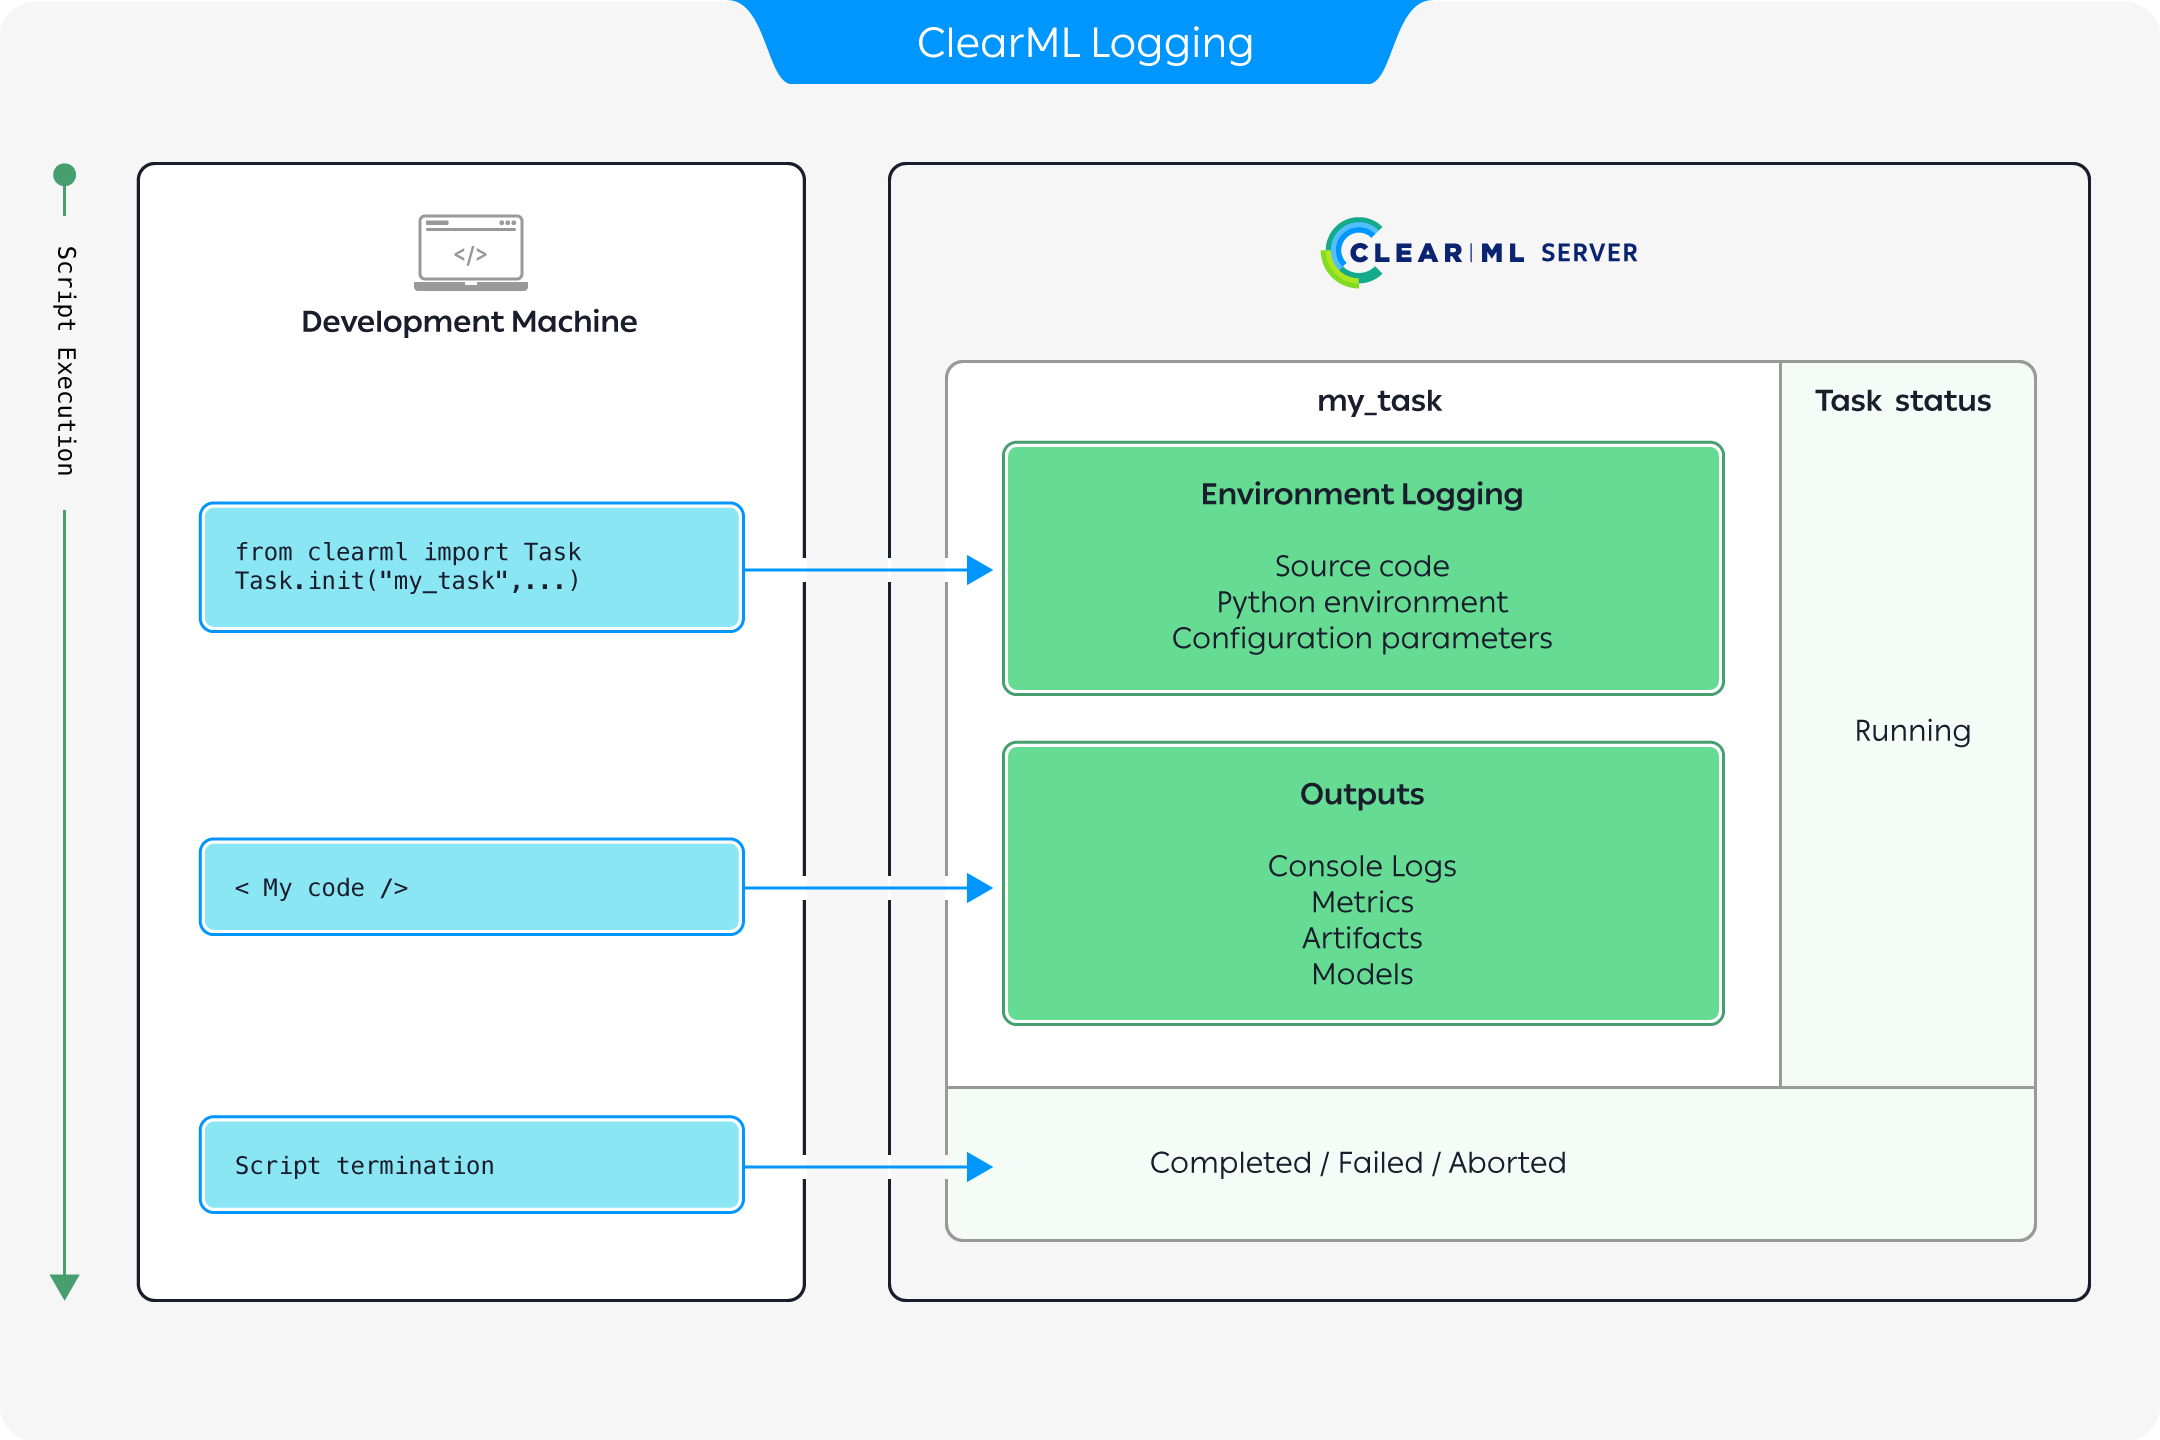 ClearML Logging
Script Execution
</>
Development Machine
from clearml import Task
Task.init("my_task",...)
< My code />
Script termination
CLEAR|ML SERVER
my_task
Task status
Environment Logging
Source code
Python environment
Configuration parameters
Running
Outputs
Console Logs
Metrics
Artifacts
Models
Completed / Failed / Aborted